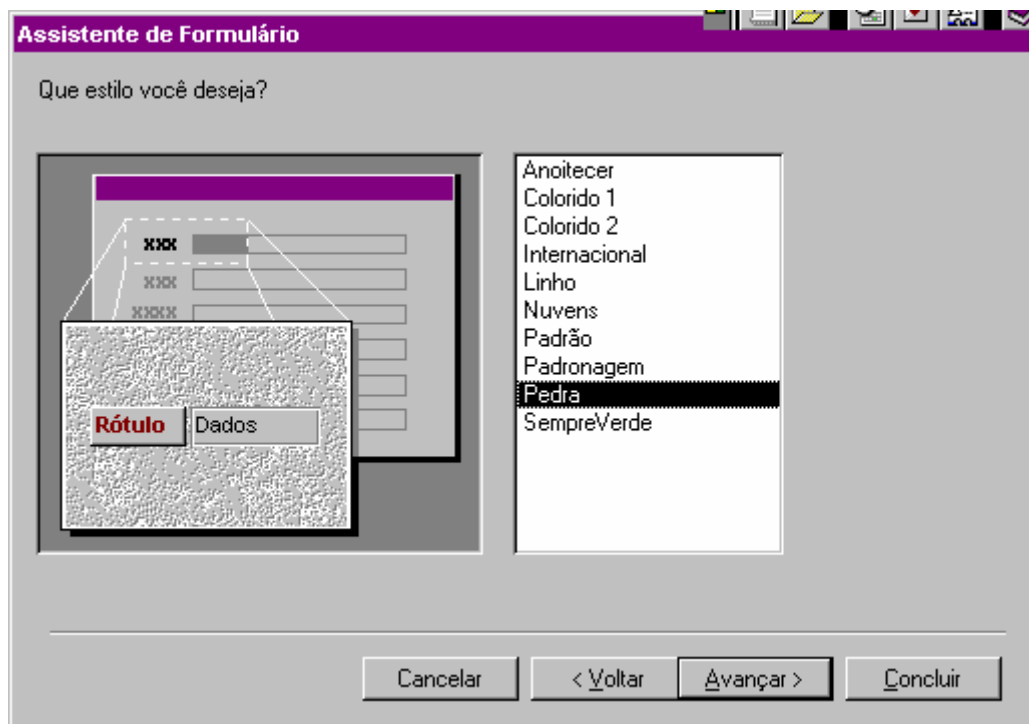 Assistente de Formulário
Que estilo você deseja?
xxx
xxx
xxxx
Rótulo Dados
Anoitecer
Colorido 1
Colorido 2
Internacional
Linho
Nuvens
Padrão
Padronagem
Pedra
SempreVerde
Cancelar < Voltar Avançar > Concluir